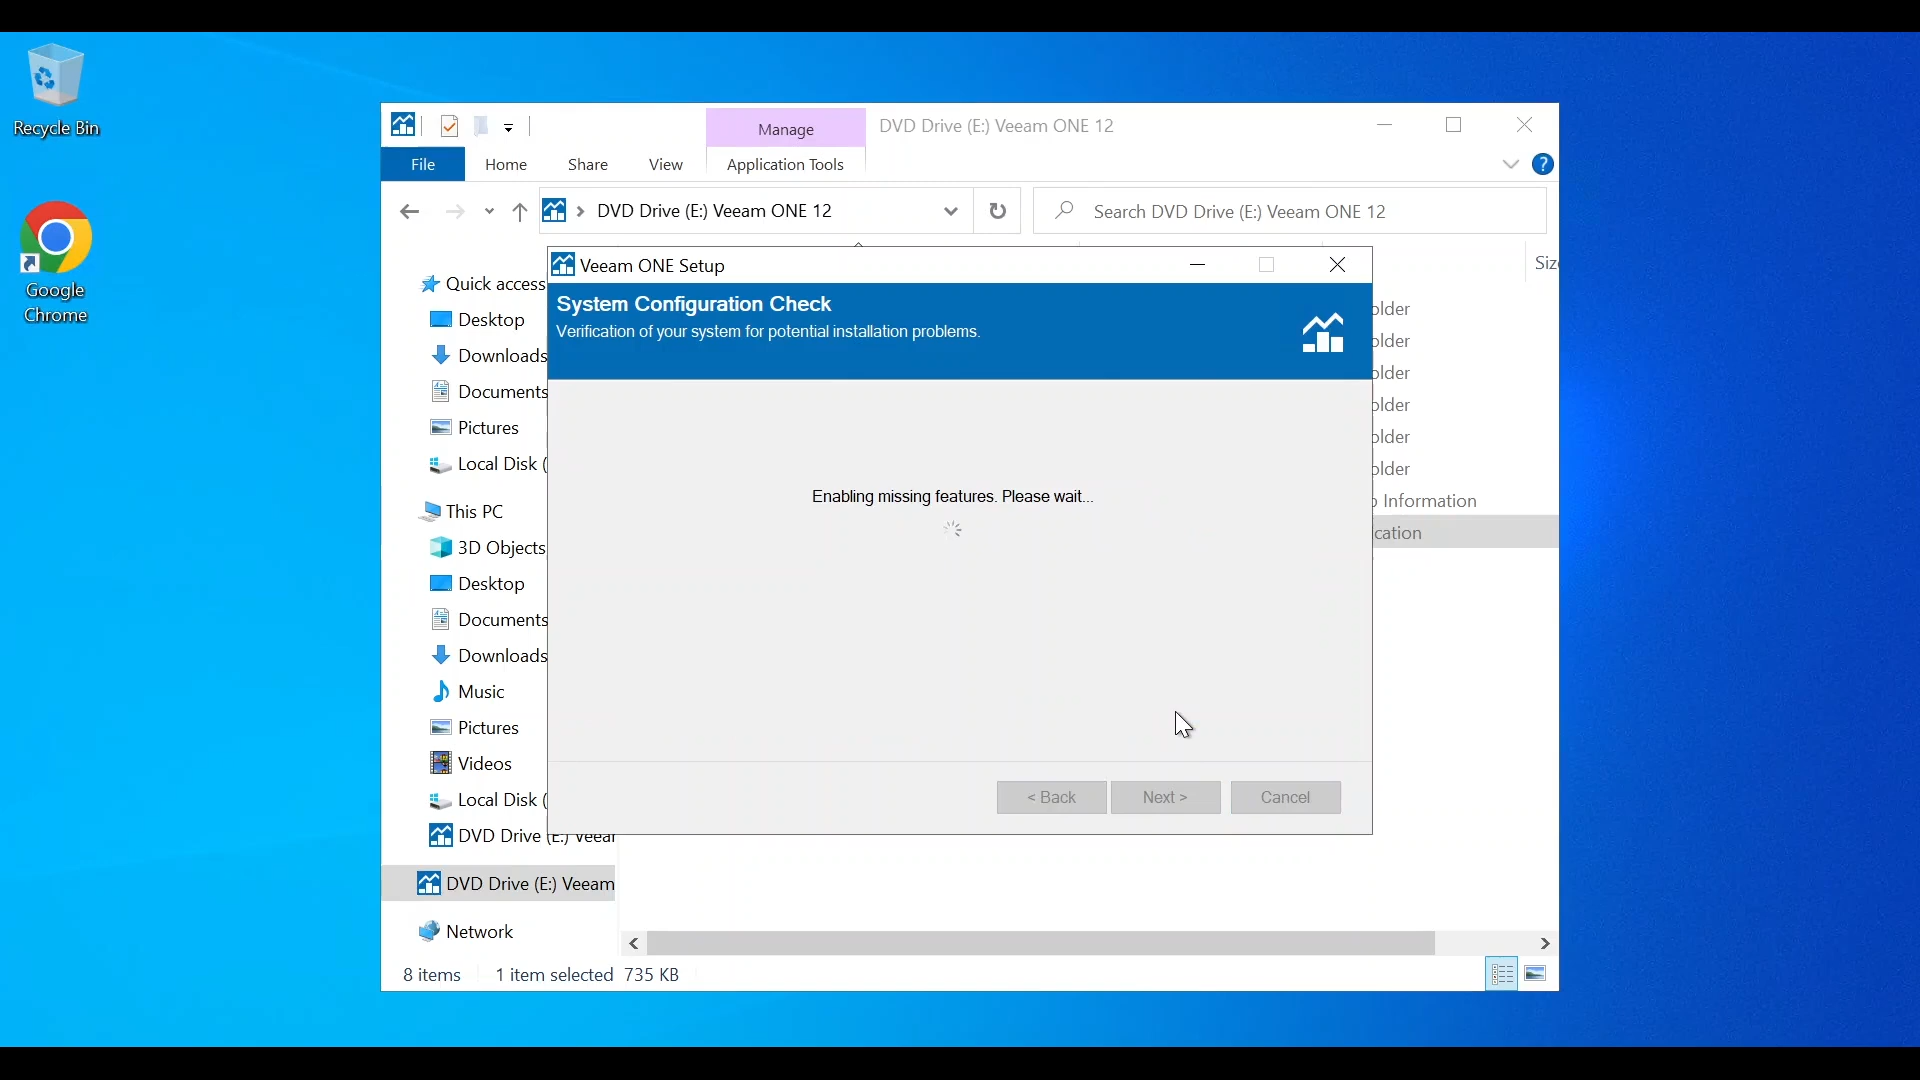 Recycle Bin
Google
Chrome
Manage
DVD Drive (E:) Veeam ONE 12
File
Home
Share
View
Application Tools
DVD Drive (E:) Veeam ONE 12
Search DVD Drive (E:) Veeam ONE 12
Veeam ONE Setup
System Configuration Check
Verification of your system for potential installation problems.
Enabling missing features. Please wait...
< Back
Next >
Cancel
Quick access
Desktop
Downloads
Documents
Pictures
Local Disk (
This PC
3D Objects
Desktop
Documents
Downloads
Music
Pictures
Videos
Local Disk (
DVD Drive (E:) Veear
DVD Drive (E:) Veeam
Network
Size
older
older
older
older
older
older
Information
cation
8 items
1 item selected 735 KB